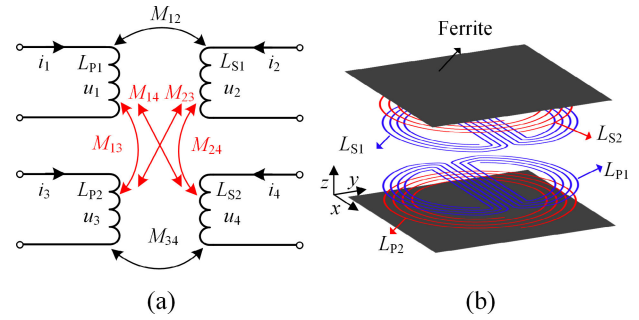 M12
i1
LP1
u1
LS1
u2
i2
M14
M23
M13
M24
i3
LP2
u3
LS2
u4
i4
M34
(a)
Ferrite
LS1
LS2
LP1
z
y
x
LP2
(b)